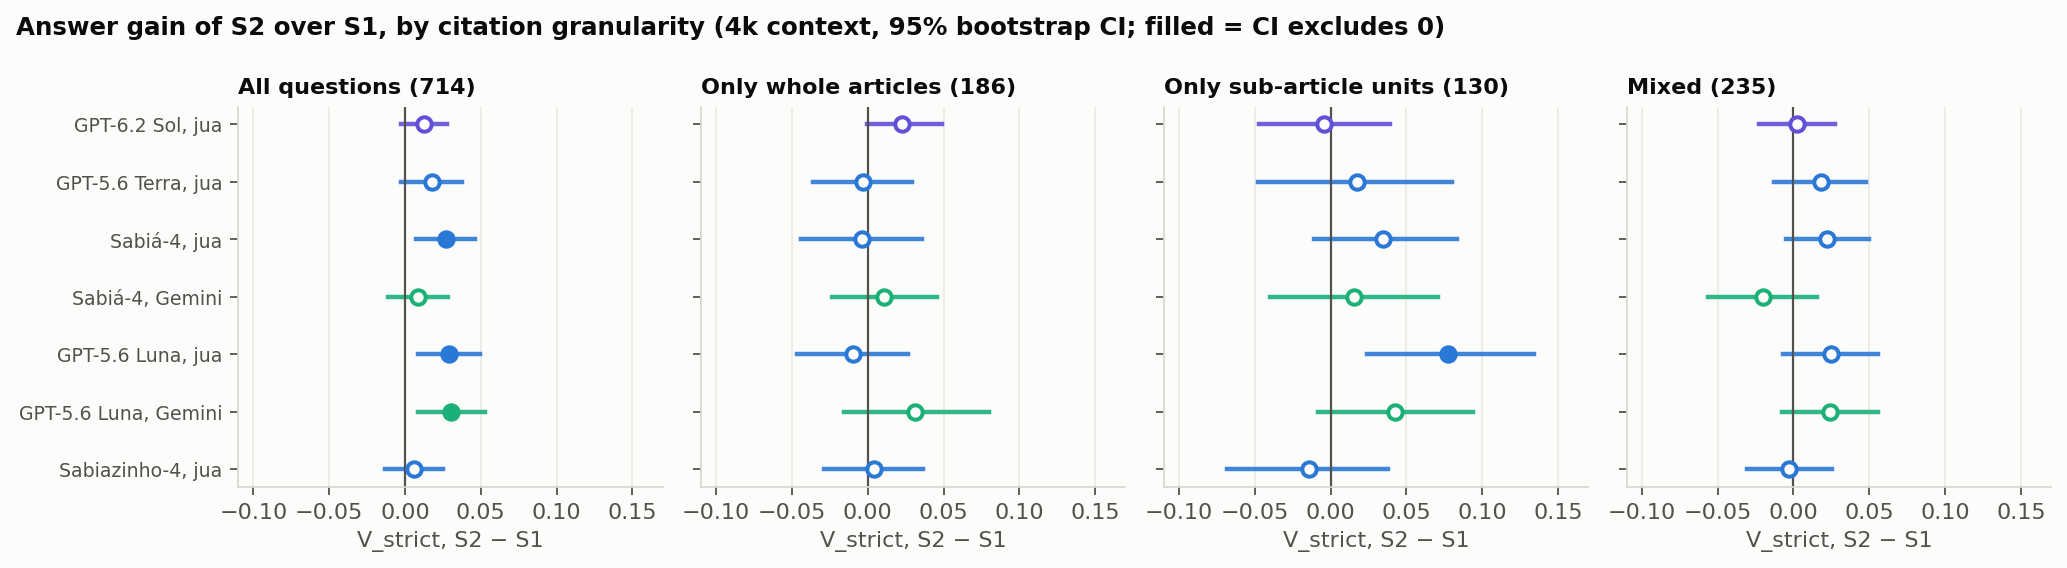 Answer gain of S2 over S1, by citation granularity (4k context, 95% bootstrap CI; filled = CI excludes 0)
All questions (714)
Only whole articles (186)
Only sub-article units (130)
Mixed (235)
GPT-6.2 Sol, jua
GPT-5.6 Terra, jua
Sabiá-4, jua
Sabiá-4, Gemini
GPT-5.6 Luna, jua
GPT-5.6 Luna, Gemini
Sabiazinho-4, jua
−0.10 −0.05 0.00 0.05 0.10 0.15
−0.10 −0.05 0.00 0.05 0.10 0.15
−0.10 −0.05 0.00 0.05 0.10 0.15
−0.10 −0.05 0.00 0.05 0.10 0.15
V_strict, S2 − S1
V_strict, S2 − S1
V_strict, S2 − S1
V_strict, S2 − S1